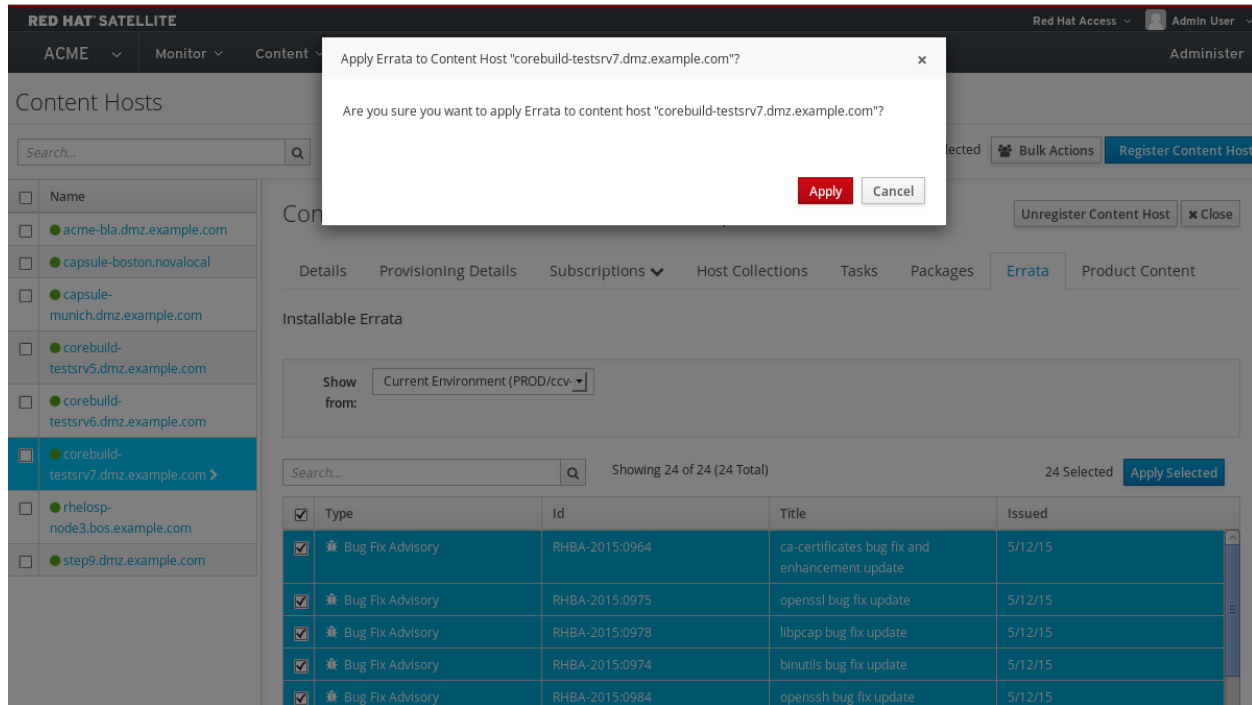 RED HAT SATELLITE
Red Hat Access
Admin User
ACME
Monitor
Content
Administer
Apply Errata to Content Host "corebuild-testsrv7.dmz.example.com"?
×
Are you sure you want to apply Errata to content host "corebuild-testsrv7.dmz.example.com"?
Apply
Cancel
Content Hosts
Search...
lected
Bulk Actions
Register Content Host
Name
acme-bla.dmz.example.com
capsule-boston.novalocal
capsule-
munich.dmz.example.com
corebuild-
testsrv5.dmz.example.com
corebuild-
testsrv6.dmz.example.com
corebuild-
testsrv7.dmz.example.com
rhelosp-
node3.bos.example.com
step9.dmz.example.com
Con
Unregister Content Host
Close
Details
Provisioning Details
Subscriptions
Host Collections
Tasks
Packages
Errata
Product Content
Installable Errata
Show
from:
Current Environment (PROD/ccv-
Search...
Showing 24 of 24 (24 Total)
24 Selected
Apply Selected
Type Id Title Issued
Bug Fix Advisory RHBA-2015:0964 ca-certificates bug fix and 5/12/15
enhancement update
Bug Fix Advisory RHBA-2015:0975 openssl bug fix update 5/12/15
Bug Fix Advisory RHBA-2015:0978 libpcap bug fix update 5/12/15
Bug Fix Advisory RHBA-2015:0974 binutils bug fix update 5/12/15
Bug Fix Advisory RHBA-2015:0984 openssh bug fix update 5/12/15